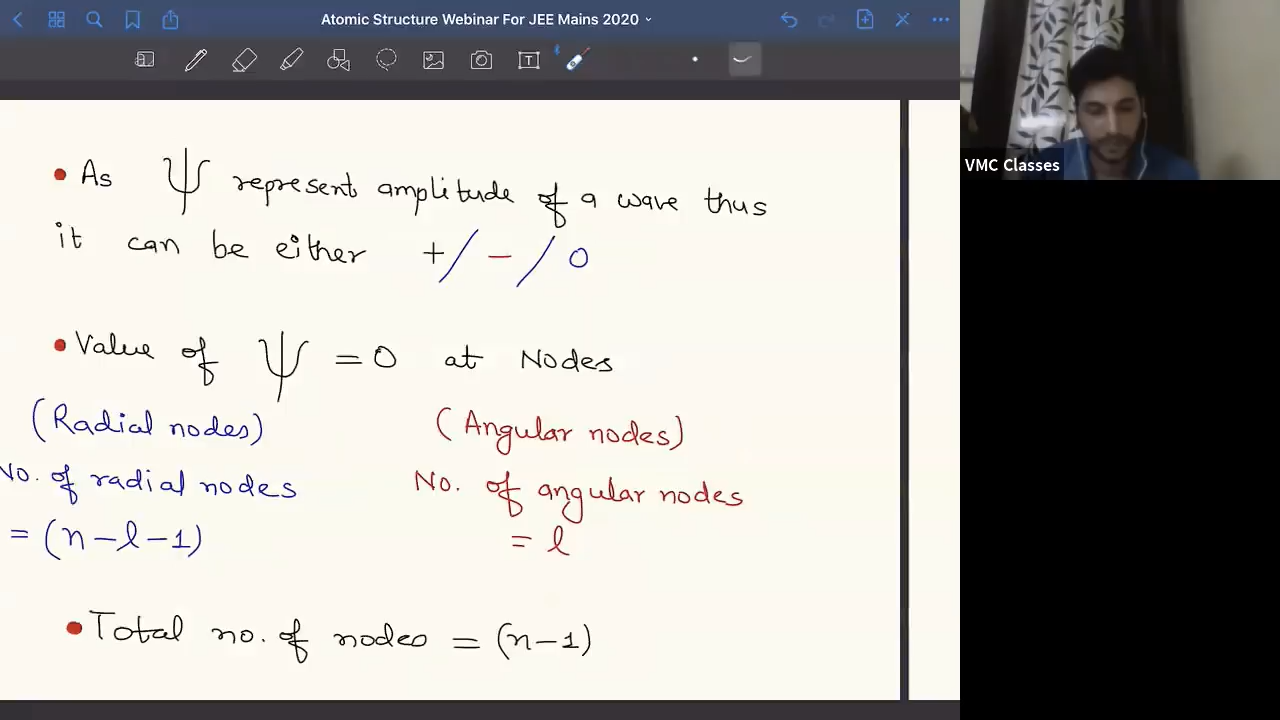 Atomic Structure Webinar For JEE Mains 2020
T
VMC Classes
• As ψ represent amplitude of a wave thus
it can be either +/-/0
• Value of ψ = 0 at Nodes
(Radial nodes) (Angular nodes)
No. of radial nodes No. of angular nodes
= (n-l-1) = l
• Total no. of nodes = (n-1)